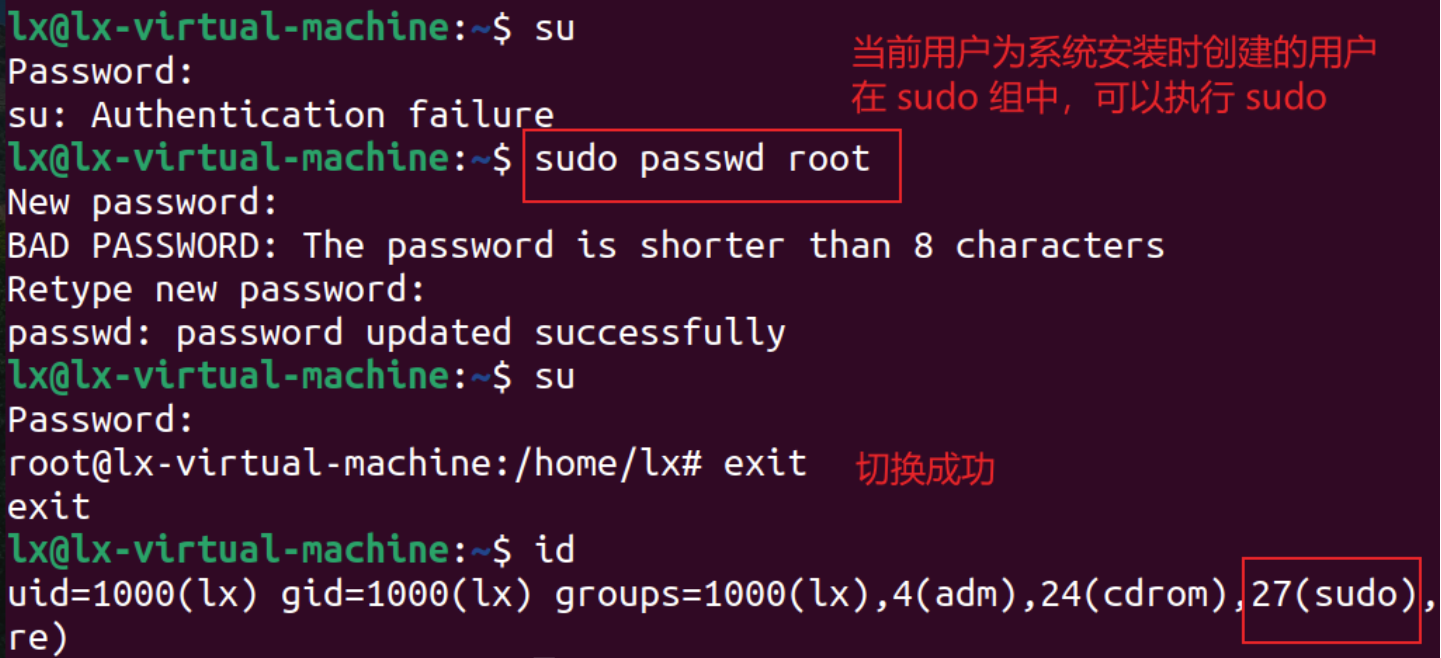 lx@lx-virtual-machine:~$ su
当前用户为系统安装时创建的用户
Password:
在 sudo 组中，可以执行 sudo
su: Authentication failure
lx@lx-virtual-machine:~$ sudo passwd root
New password:
BAD PASSWORD: The password is shorter than 8 characters
Retype new password:
passwd: password updated successfully
lx@lx-virtual-machine:~$ su
Password:
root@lx-virtual-machine:/home/lx# exit
切换成功
exit
lx@lx-virtual-machine:~$ id
uid=1000(lx) gid=1000(lx) groups=1000(lx),4(adm),24(cdrom),27(sudo),
re)